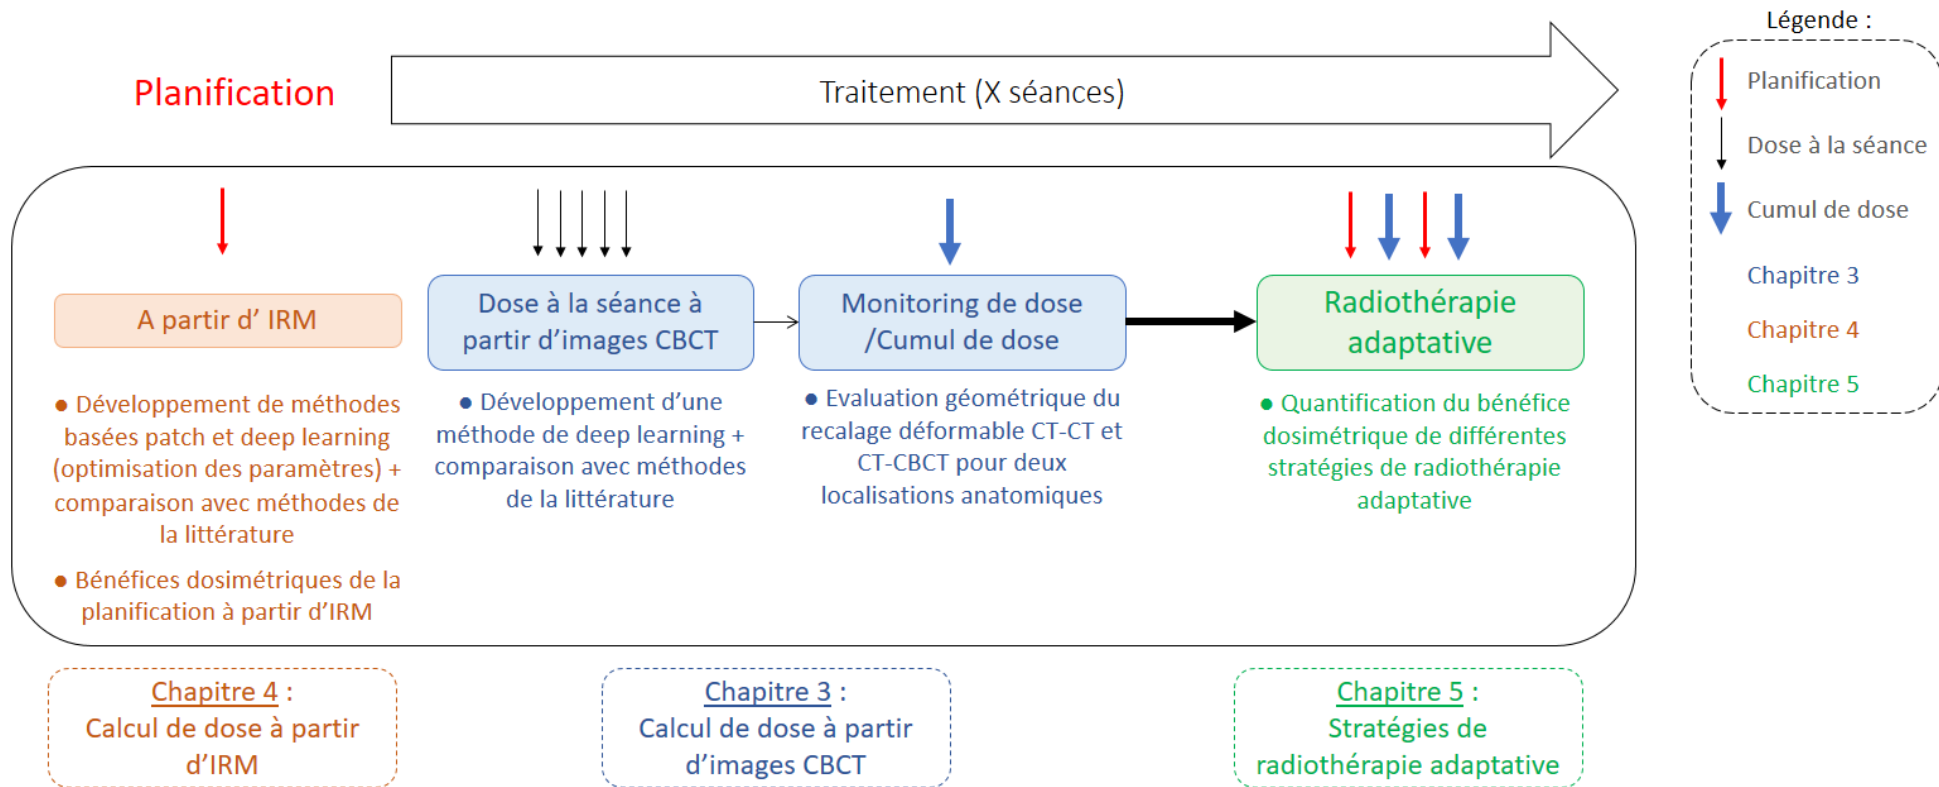 Planification
Traitement (X séances)
Légende :
Planification
Dose à la séance
Cumul de dose
Chapitre 3
Chapitre 4
Chapitre 5
A partir d’ IRM
● Développement de méthodes
basées patch et deep learning
(optimisation des paramètres) +
comparaison avec méthodes de
la littérature
● Bénéfices dosimétriques de la
planification à partir d’IRM
Dose à la séance à
partir d’images CBCT
● Développement d’une
méthode de deep learning +
comparaison avec méthodes
de la littérature
Monitoring de dose
/Cumul de dose
● Evaluation géométrique du
recalage déformable CT-CT et
CT-CBCT pour deux
localisations anatomiques
Radiothérapie
adaptative
● Quantification du bénéfice
dosimétrique de différentes
stratégies de radiothérapie
adaptative
Chapitre 4 :
Calcul de dose à partir
d’IRM
Chapitre 3 :
Calcul de dose à partir
d’images CBCT
Chapitre 5 :
Stratégies de
radiothérapie adaptative